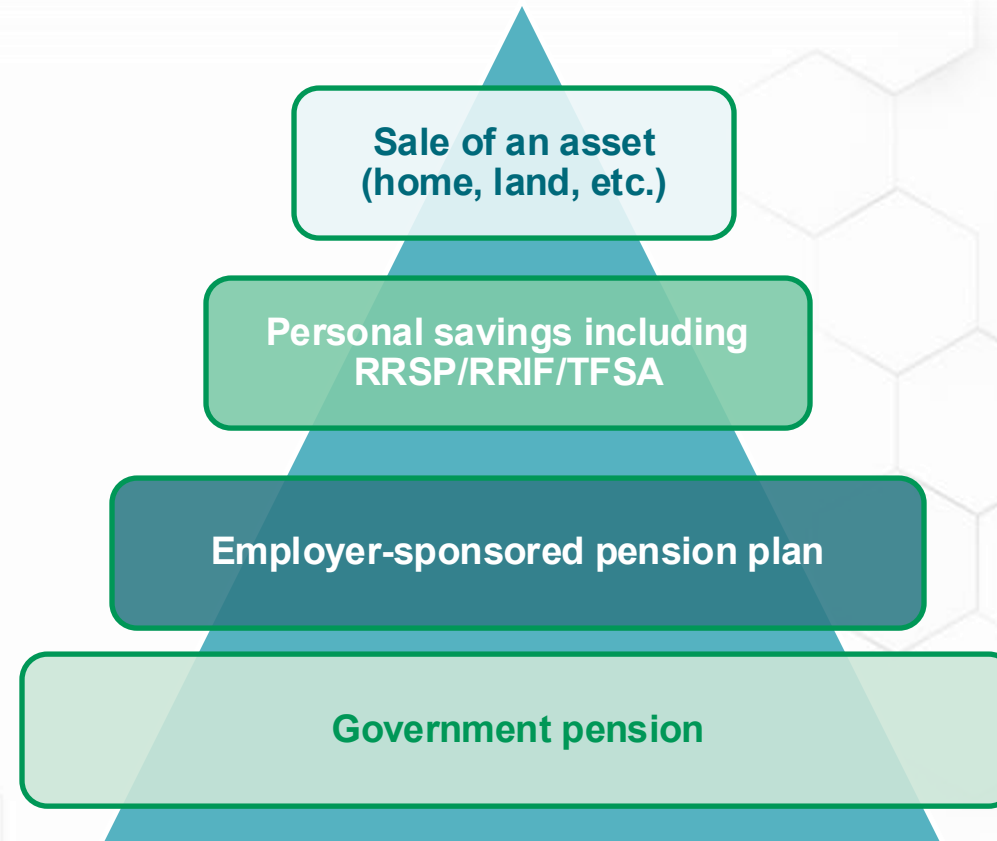 Sale of an asset
(home, land, etc.)
Personal savings including
RRSP/RRIF/TFSA
Employer-sponsored pension plan
Government pension